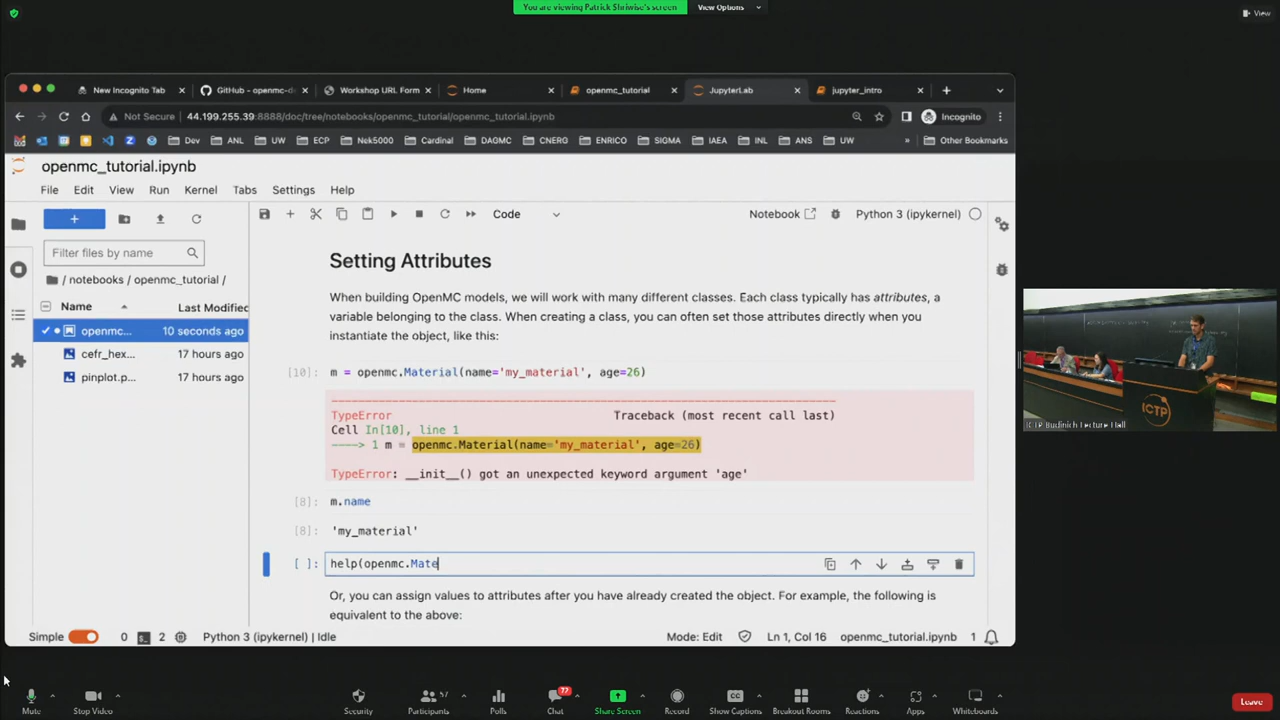 You are viewing Patrick Shriwise's screen
View Options
View
New Incognito Tab
GitHub - openmc-d
Workshop URL Form
Home
openmc_tutorial
JupyterLab
jupyter_intro
Not Secure 44.199.255.39:8888/doc/tree/notebooks/openmc_tutorial/openmc_tutorial.ipynb
Incognito
Dev
ANL
UW
ECP
Nek5000
Cardinal
DAGMC
CNERG
ENRICO
SIGMA
IAEA
INL
ANS
UW
»
Other Bookmarks
openmc_tutorial.ipynb
File Edit View Run Kernel Tabs Settings Help
Code
Notebook
Python 3 (ipykernel)
Filter files by name
/ notebooks / openmc_tutorial /
Name Last Modified
openmc... 10 seconds ago
cefr_hex... 17 hours ago
pinplot.p... 17 hours ago
Setting Attributes
When building OpenMC models, we will work with many different classes. Each class typically has attributes, a
variable belonging to the class. When creating a class, you can often set those attributes directly when you
instantiate the object, like this:
[10]: m = openmc.Material(name='my_material', age=26)
---------------------------------------------------------------------------
TypeError Traceback (most recent call last)
Cell In[10], line 1
----> 1 m = openmc.Material(name='my_material', age=26)
TypeError: __init__() got an unexpected keyword argument 'age'
[8]: m.name
[8]: 'my_material'
[ ]: help(openmc.Mate
Or, you can assign values to attributes after you have already created the object. For example, the following is
equivalent to the above:
Simple 0 2 Python 3 (ipykernel) | Idle
Mode: Edit Ln 1, Col 16 openmc_tutorial.ipynb 1
ICTP
ICTP Budinich Lecture Hall
Mute
Stop Video
Security
Participants 57
Polls
Chat 77
Share Screen
Record
Show Captions
Breakout Rooms
Reactions
Apps
Whiteboards
Leave